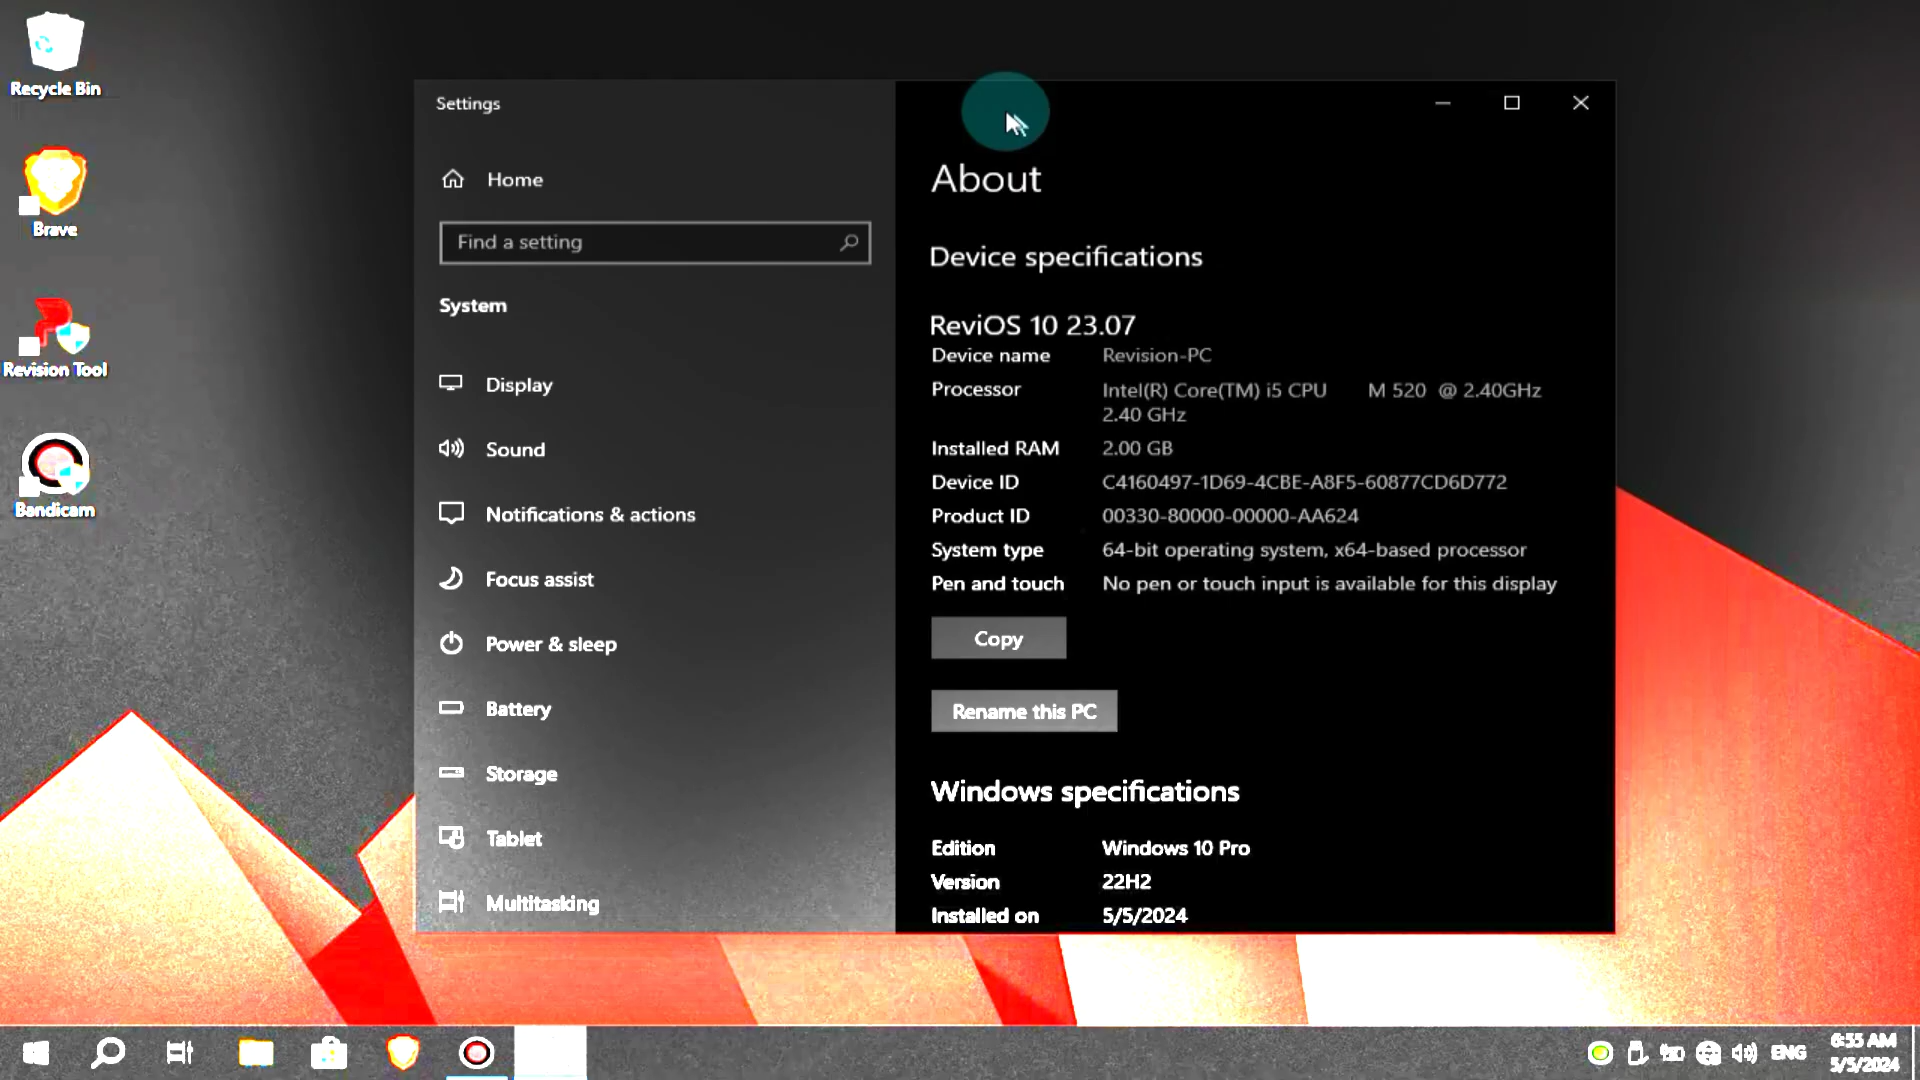 Recycle Bin
Brave
Revision Tool
Bandicam
Settings
Home
Find a setting
System
Display
Sound
Notifications & actions
Focus assist
Power & sleep
Battery
Storage
Tablet
Multitasking
About
Device specifications
ReviOS 10 23.07
Device name Revision-PC
Processor Intel(R) Core(TM) i5 CPU M 520 @ 2.40GHz
2.40 GHz
Installed RAM 2.00 GB
Device ID C4160497-1D69-4CBE-A8F5-60877CD6D772
Product ID 00330-80000-00000-AA624
System type 64-bit operating system, x64-based processor
Pen and touch No pen or touch input is available for this display
Copy
Rename this PC
Windows specifications
Edition Windows 10 Pro
Version 22H2
Installed on 5/5/2024
ENG
6:55 AM
5/5/2024